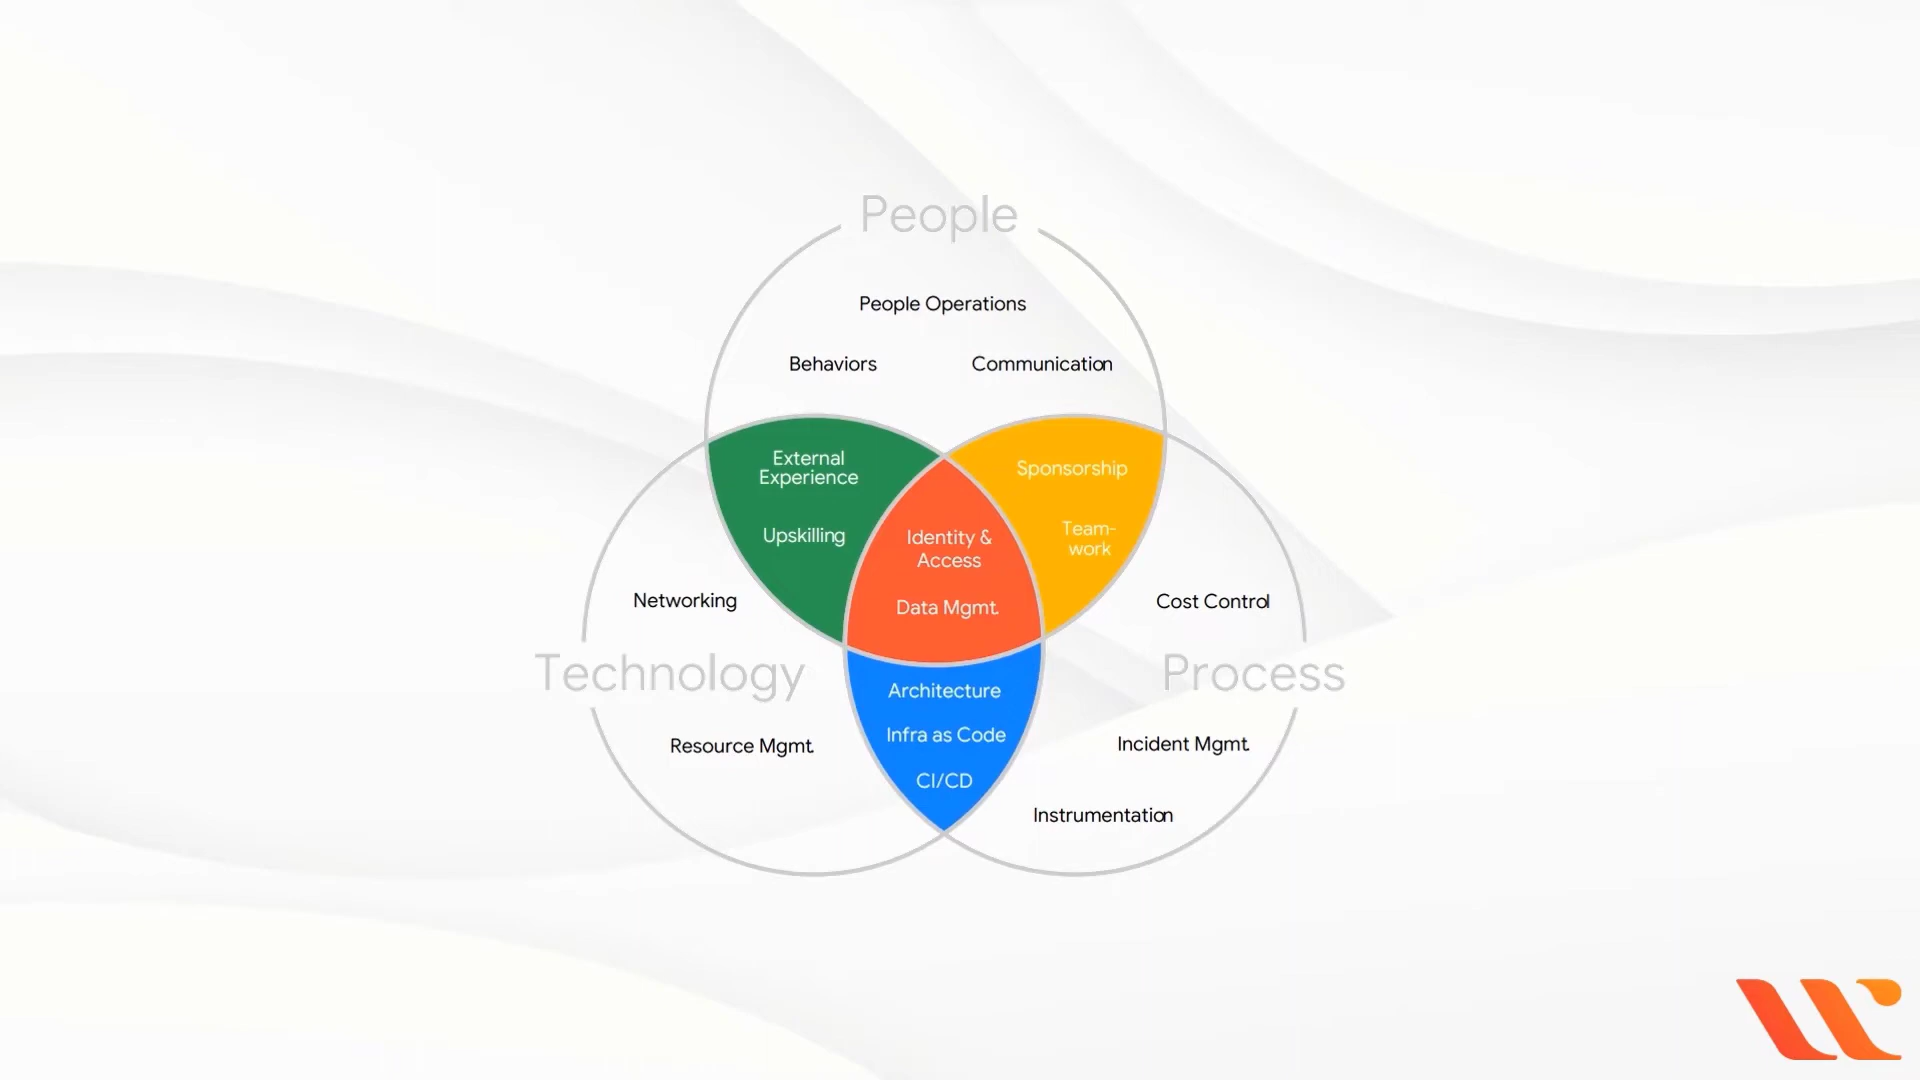 People
People Operations
Behaviors
Communication
External
Experience
Sponsorship
Upskilling
Team-
work
Identity &
Access
Networking
Data Mgmt.
Cost Control
Technology
Process
Architecture
Infra as Code
Resource Mgmt.
Incident Mgmt.
CI/CD
Instrumentation